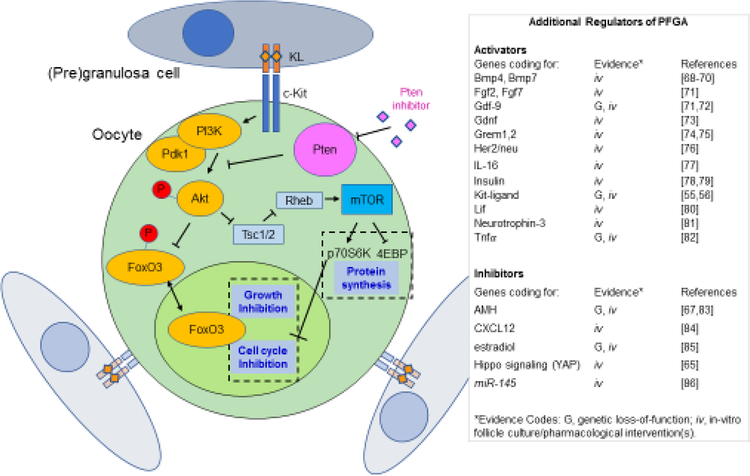 KL
(Pre)granulosa cell
c-Kit
Pten
inhibitor
Oocyte
PI3K
Pdk1
Pten
P
Akt
Rheb
mTOR
Tsc1/2
P
FoxO3
p70S6K 4EBP
Protein
synthesis
Growth
Inhibition
FoxO3
Cell cycle
Inhibition
Additional Regulators of PFGA
Activators
Genes coding for: Evidence* References
Bmp4, Bmp7 iv [68-70]
Fgf2, Fgf7 iv [71]
Gdf-9 G, iv [71,72]
Gdnf iv [73]
Grem1,2 iv [74,75]
Her2/neu iv [76]
IL-16 iv [77]
Insulin iv [78,79]
Kit-ligand G, iv [55,56]
Lif iv [80]
Neurotrophin-3 iv [81]
Tnfα G, iv [82]
Inhibitors
Genes coding for: Evidence* References
AMH G, iv [67,83]
CXCL12 iv [84]
estradiol G, iv [85]
Hippo signaling (YAP) iv [65]
miR-145 iv [86]
*Evidence Codes: G, genetic loss-of-function; iv, in-vitro
follicle culture/pharmacological intervention(s).